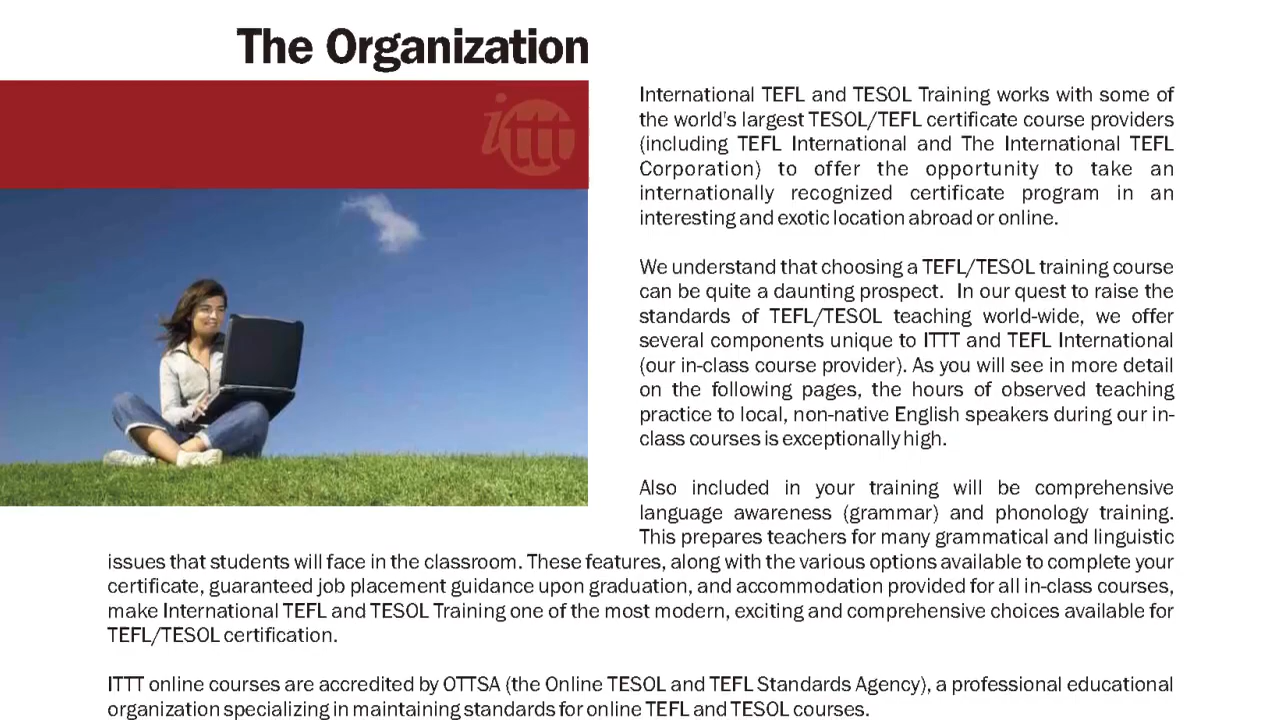 The Organization
ittt
International TEFL and TESOL Training works with some of
the world's largest TESOL/TEFL certificate course providers
(including TEFL International and The International TEFL
Corporation) to offer the opportunity to take an
internationally recognized certificate program in an
interesting and exotic location abroad or online.
We understand that choosing a TEFL/TESOL training course
can be quite a daunting prospect. In our quest to raise the
standards of TEFL/TESOL teaching world-wide, we offer
several components unique to ITTT and TEFL International
(our in-class course provider). As you will see in more detail
on the following pages, the hours of observed teaching
practice to local, non-native English speakers during our in-
class courses is exceptionally high.
Also included in your training will be comprehensive
language awareness (grammar) and phonology training.
This prepares teachers for many grammatical and linguistic
issues that students will face in the classroom. These features, along with the various options available to complete your
certificate, guaranteed job placement guidance upon graduation, and accommodation provided for all in-class courses,
make International TEFL and TESOL Training one of the most modern, exciting and comprehensive choices available for
TEFL/TESOL certification.
ITTT online courses are accredited by OTTSA (the Online TESOL and TEFL Standards Agency), a professional educational
organization specializing in maintaining standards for online TEFL and TESOL courses.